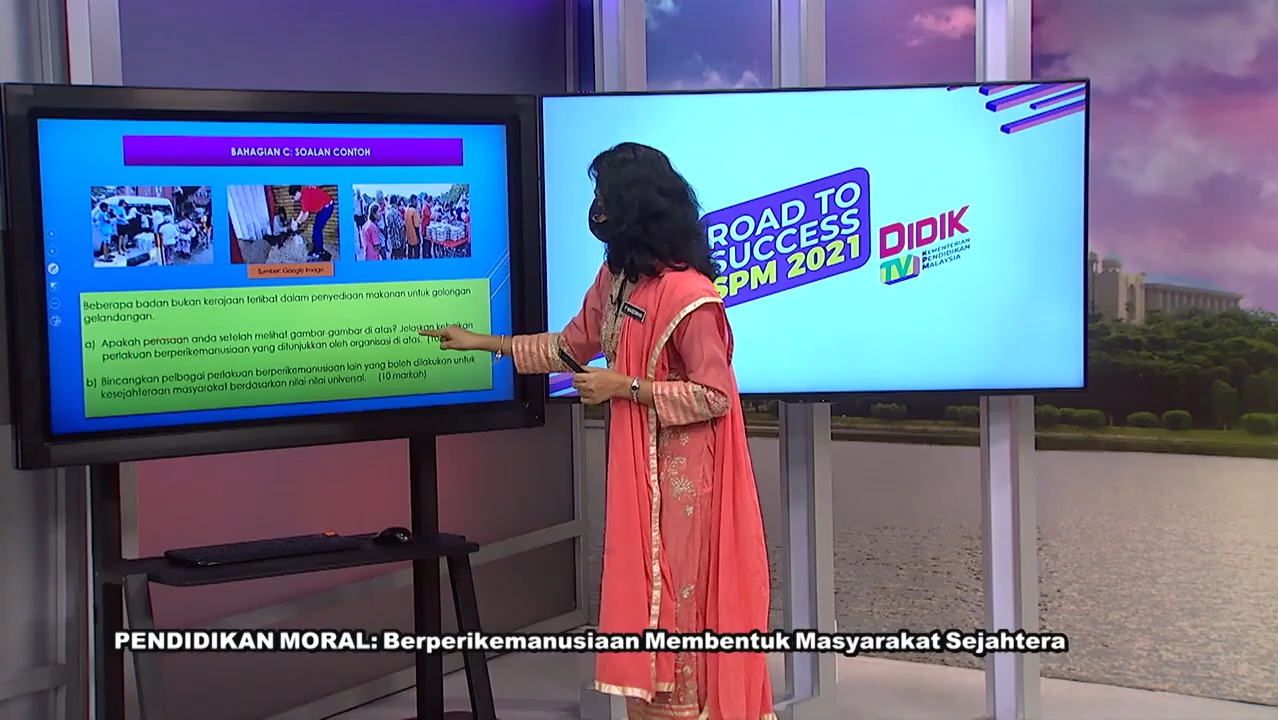 BAHAGIAN C: SOALAN CONTOH
Sumber: Google Image
Beberapa badan bukan kerajaan terlibat dalam penyediaan makanan untuk golongan
gelandangan.
a) Apakah perasaan anda setelah melihat gambar-gambar di atas? Jelaskan kebaikan
perlakuan berperikemanusiaan yang ditunjukkan oleh organisasi di atas. (10
b) Bincangkan pelbagai perlakuan berperikemanusiaan lain yang boleh dilakukan untuk
kesejahteraan masyarakat berdasarkan nilai nilai universal. (10 markah)
ROAD TO
SUCCESS
SPM 2021
DIDIK
TV
KEMENTERIAN
PENDIDIKAN
MALAYSIA
PENDIDIKAN MORAL: Berperikemanusiaan Membentuk Masyarakat Sejahtera